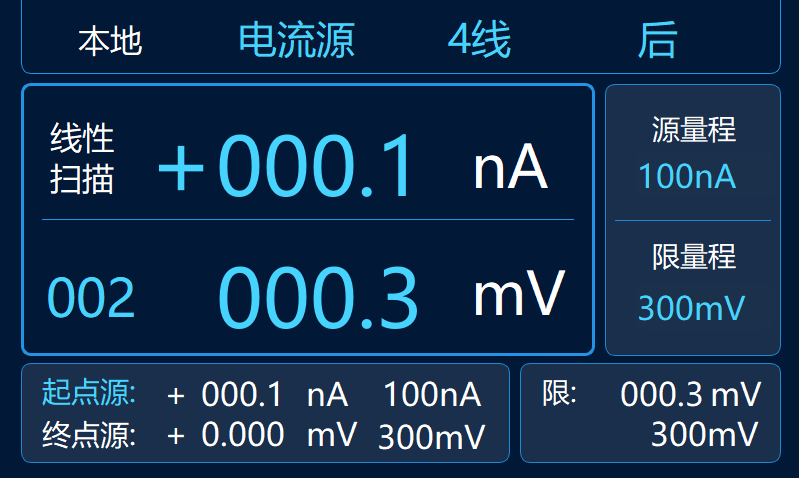 本地 电流源 4线 后
线性
扫描
+000.1 nA
源量程
100nA
002 000.3 mV
限量程
300mV
起点源: + 000.1 nA 100nA
终点源: + 0.000 mV 300mV
限: 000.3 mV
300mV